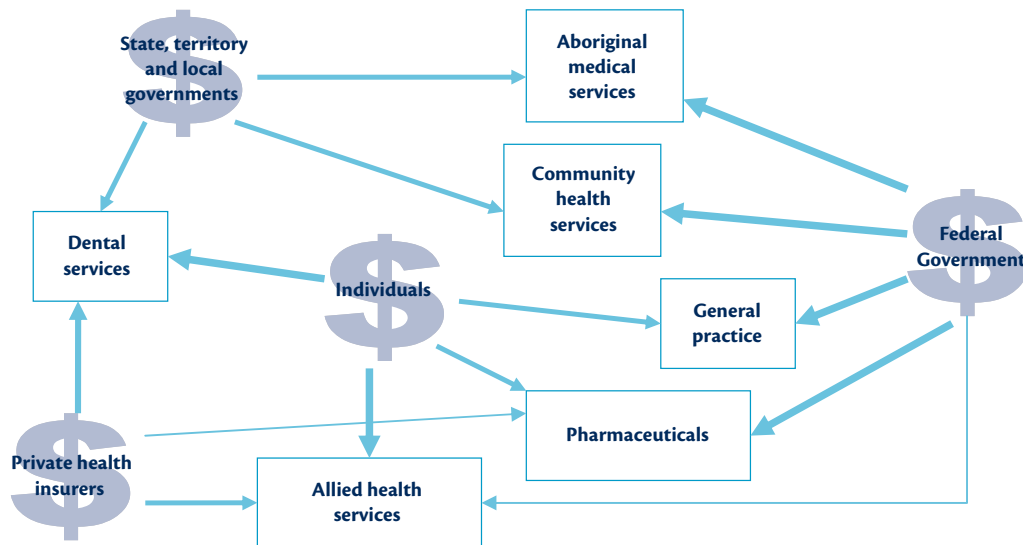 State, territory
and local
governments
Aboriginal
medical
services
Community
health
services
Federal
Government
Dental
services
Individuals
General
practice
Pharmaceuticals
Private health
insurers
Allied health
services